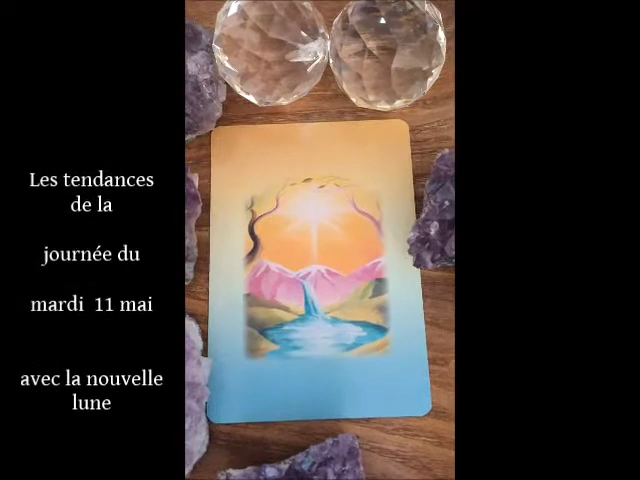 Les tendances
de la
journée du
mardi 11 mai
avec la nouvelle
lune